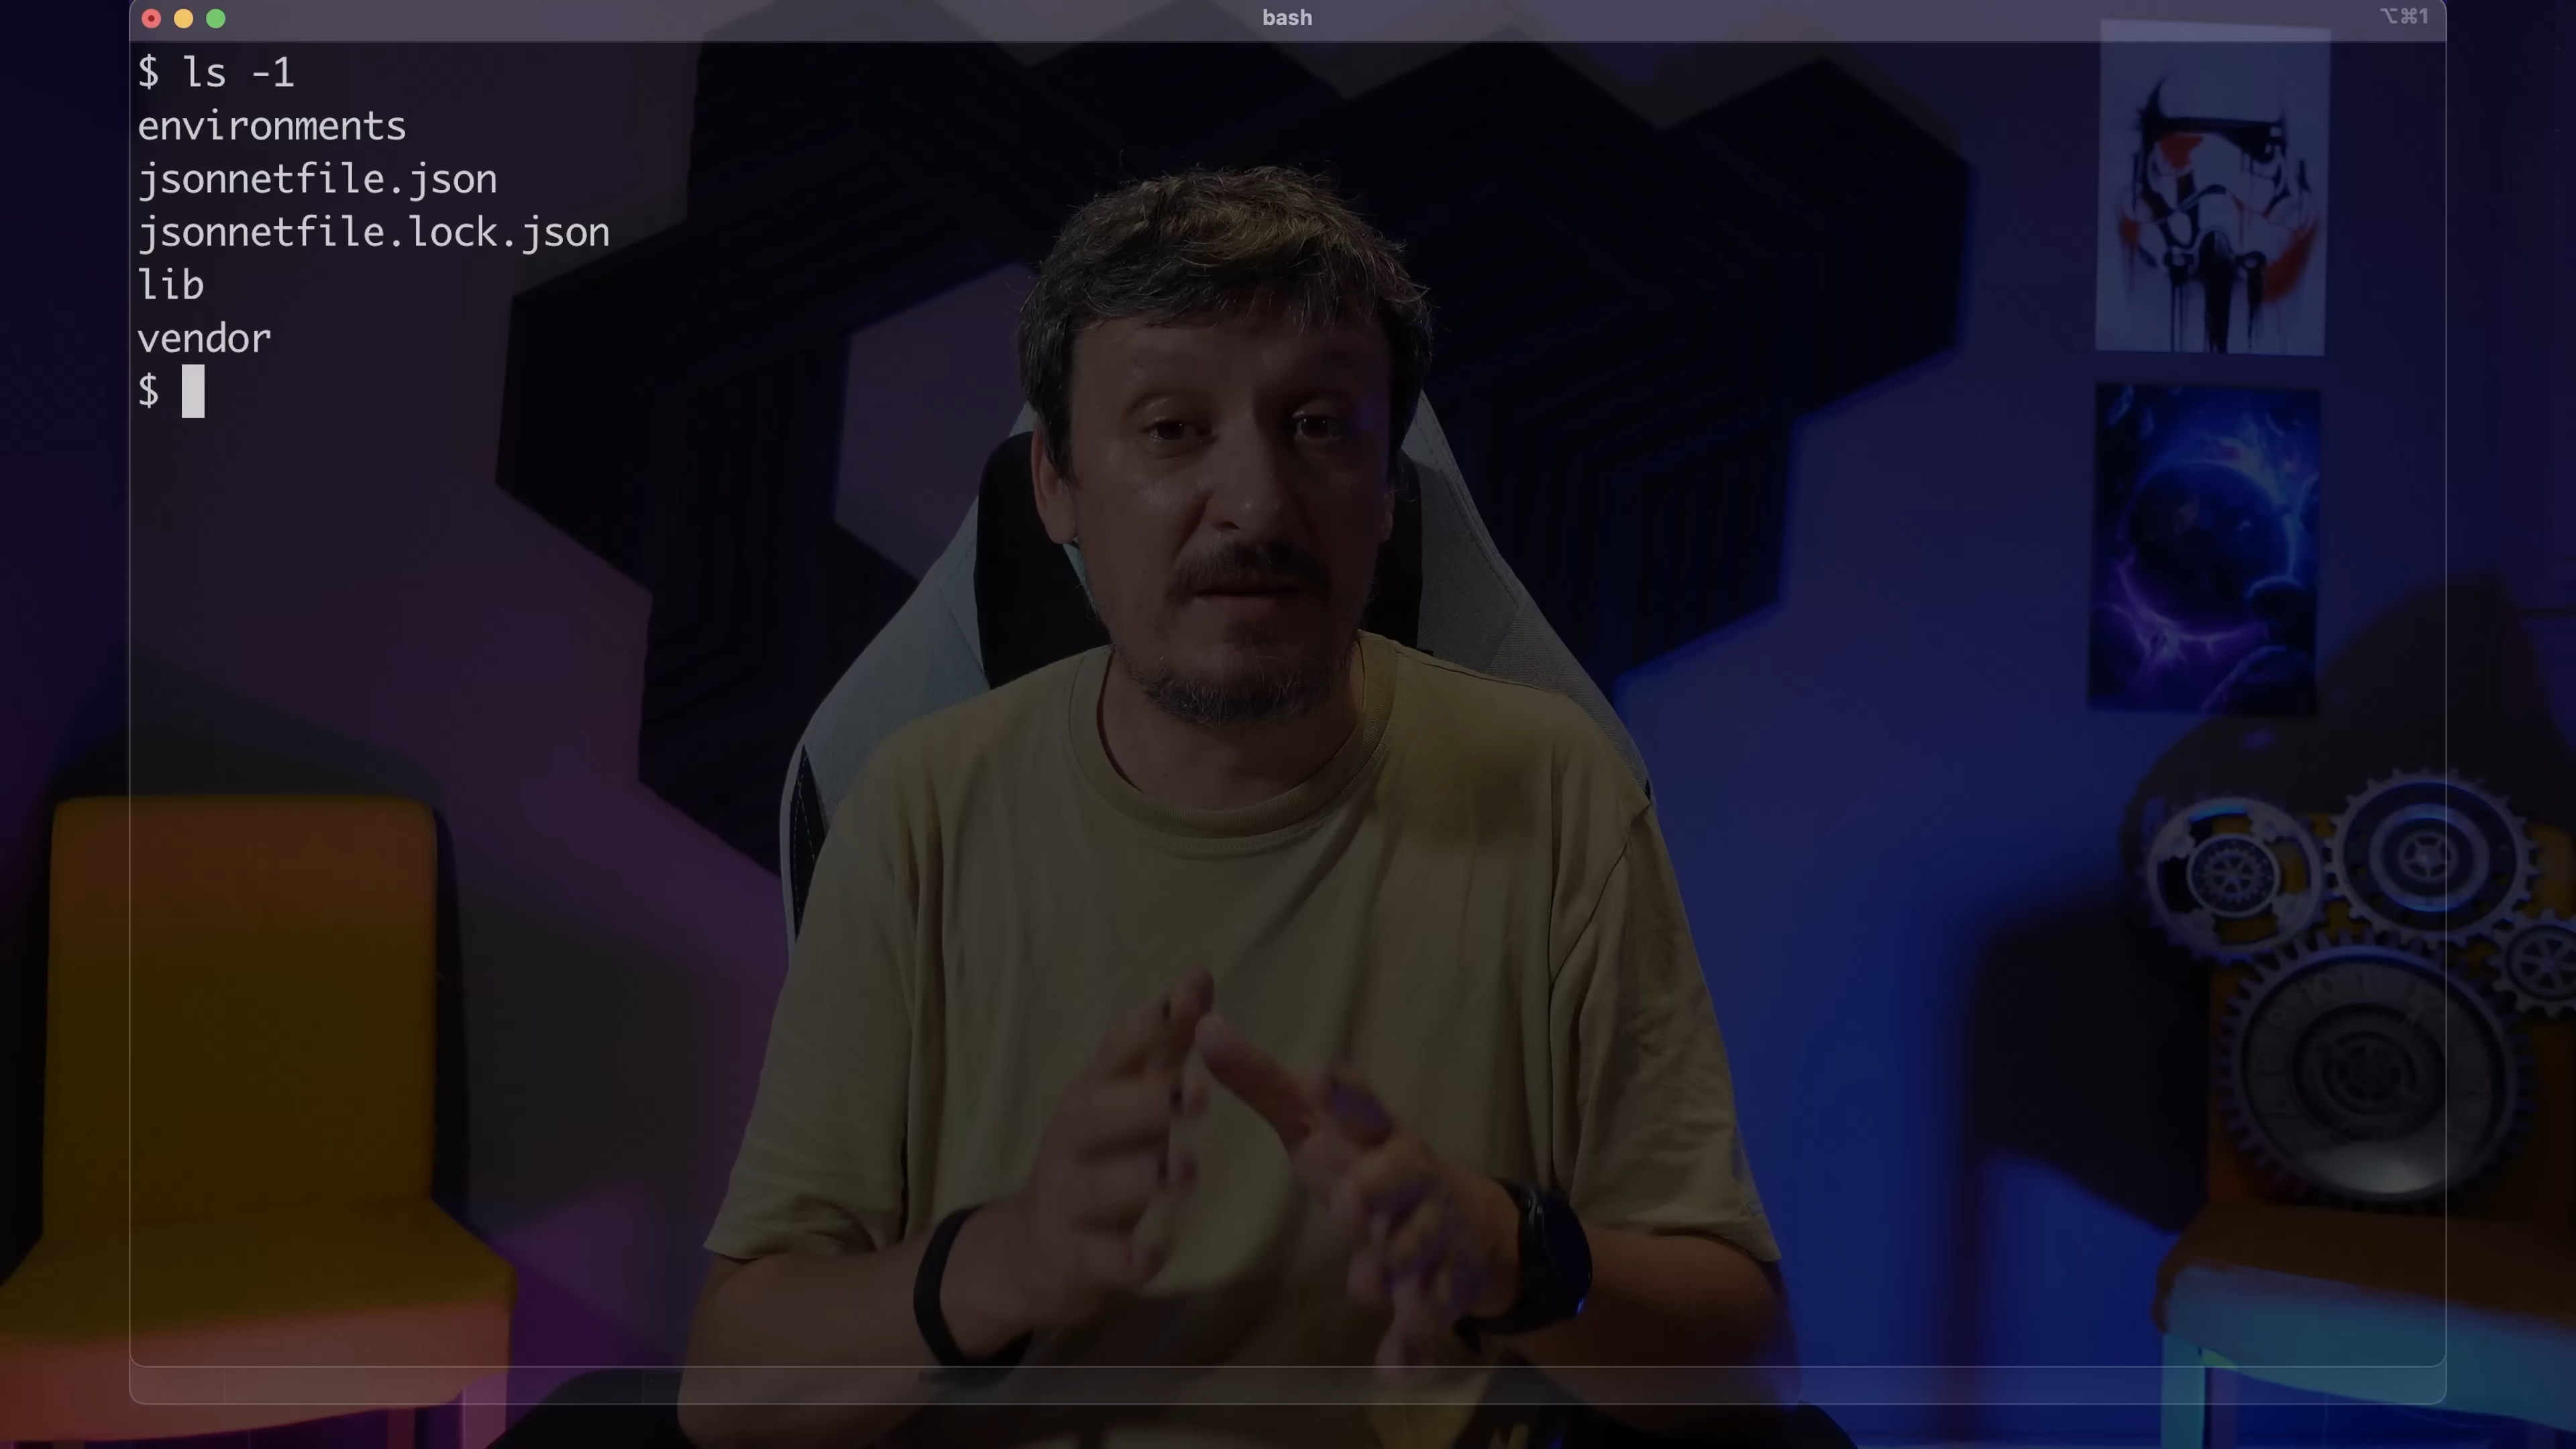 bash
⌥⌘1
$ ls -1
environments
jsonnetfile.json
jsonnetfile.lock.json
lib
vendor
$